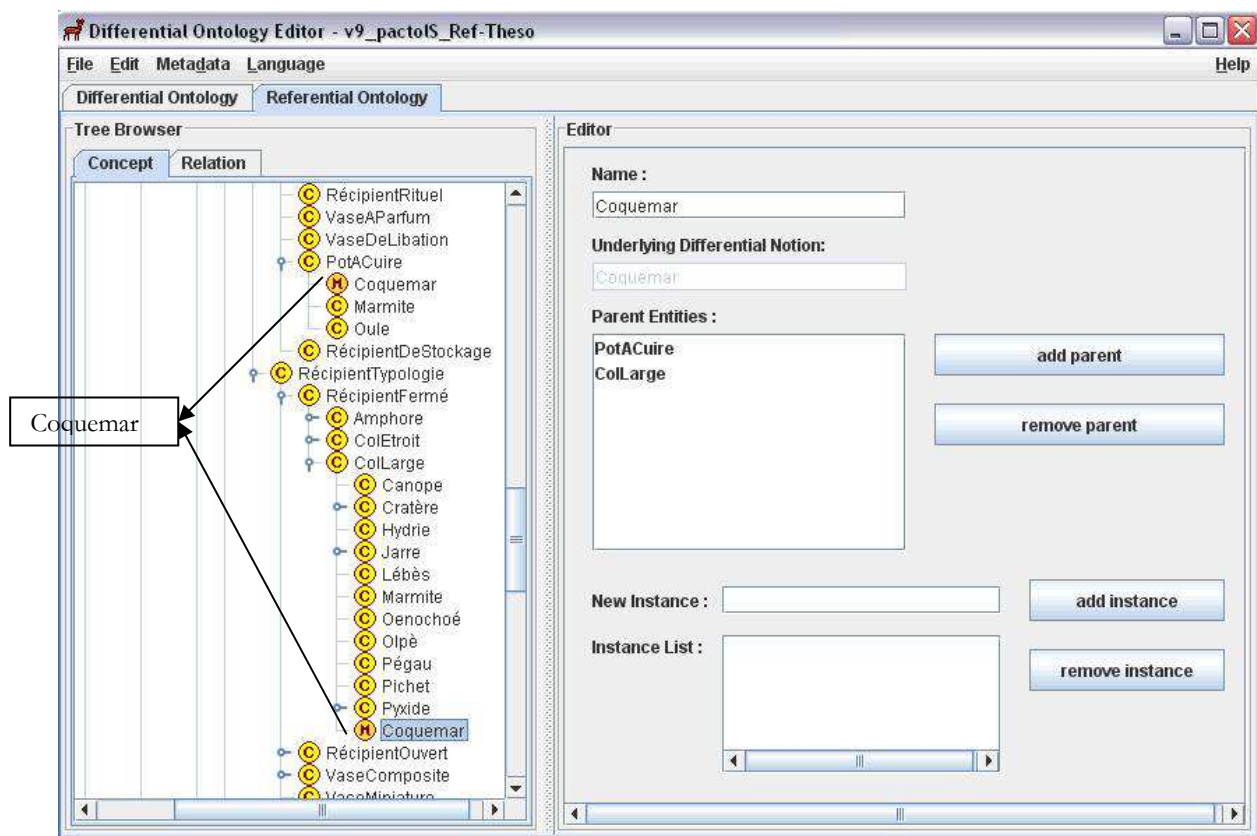 Differential Ontology Editor - v9_pactolS_Ref-Theso
File Edit Metadata Language Help
Differential Ontology Referential Ontology
Tree Browser
Concept Relation
RécipientRituel
VaseAParfum
VaseDeLibation
PotACuire
M Coquemar
C Marmite
C Oule
C RécipientDeStockage
C RécipientTypologie
C RécipientFermé
C Amphore
C ColEtroit
C ColLarge
C Canope
C Cratère
C Hydrie
C Jarre
C Lébès
C Marmite
C Oenochoé
C Olpè
C Pégau
C Pichet
C Pyxide
M Coquemar
C RécipientOuvert
C VaseComposite
C VaseMiniature
Coquemar
Editor
Name :
Coquemar
Underlying Differential Notion:
Coquemar
Parent Entities :
PotACuire
ColLarge
add parent
remove parent
New Instance :
add instance
Instance List :
remove instance